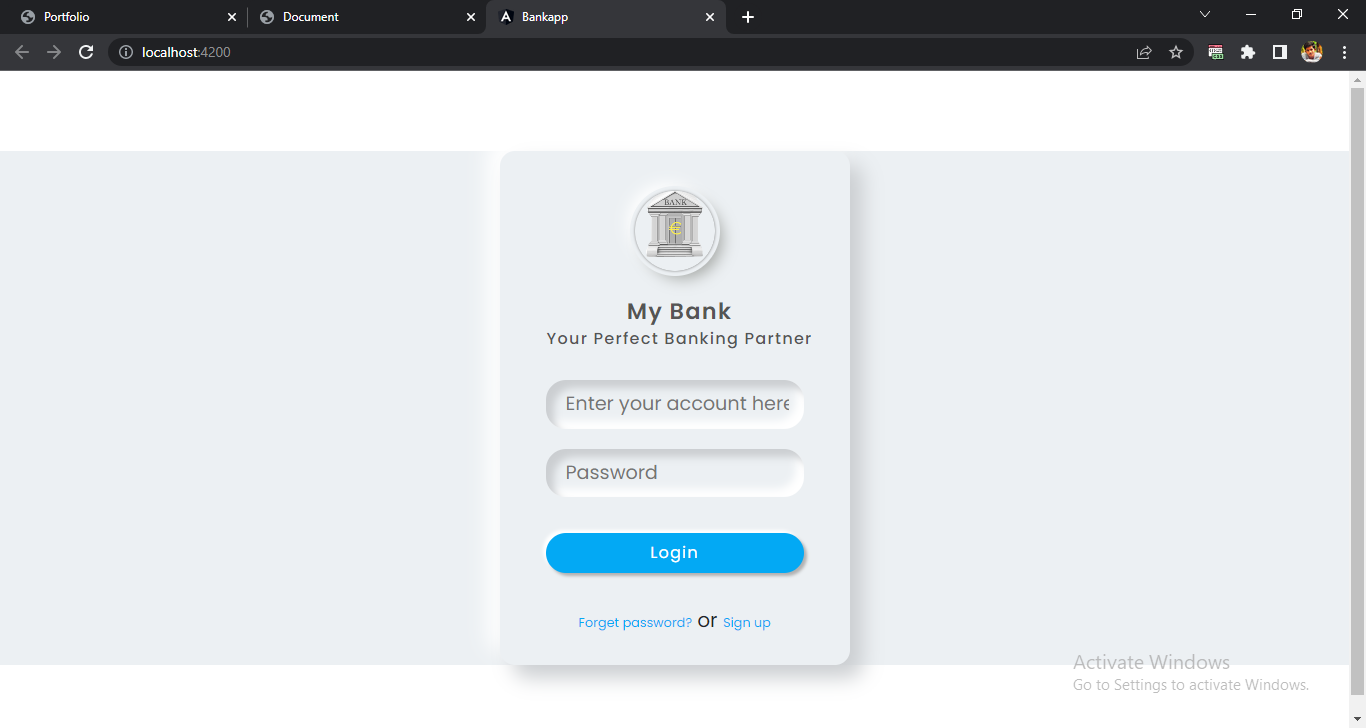 Portfolio
Document
Bankapp
localhost:4200
BANK
My Bank
Your Perfect Banking Partner
Enter your account here
Password
Login
Forget password? or Sign up
Activate Windows
Go to Settings to activate Windows.